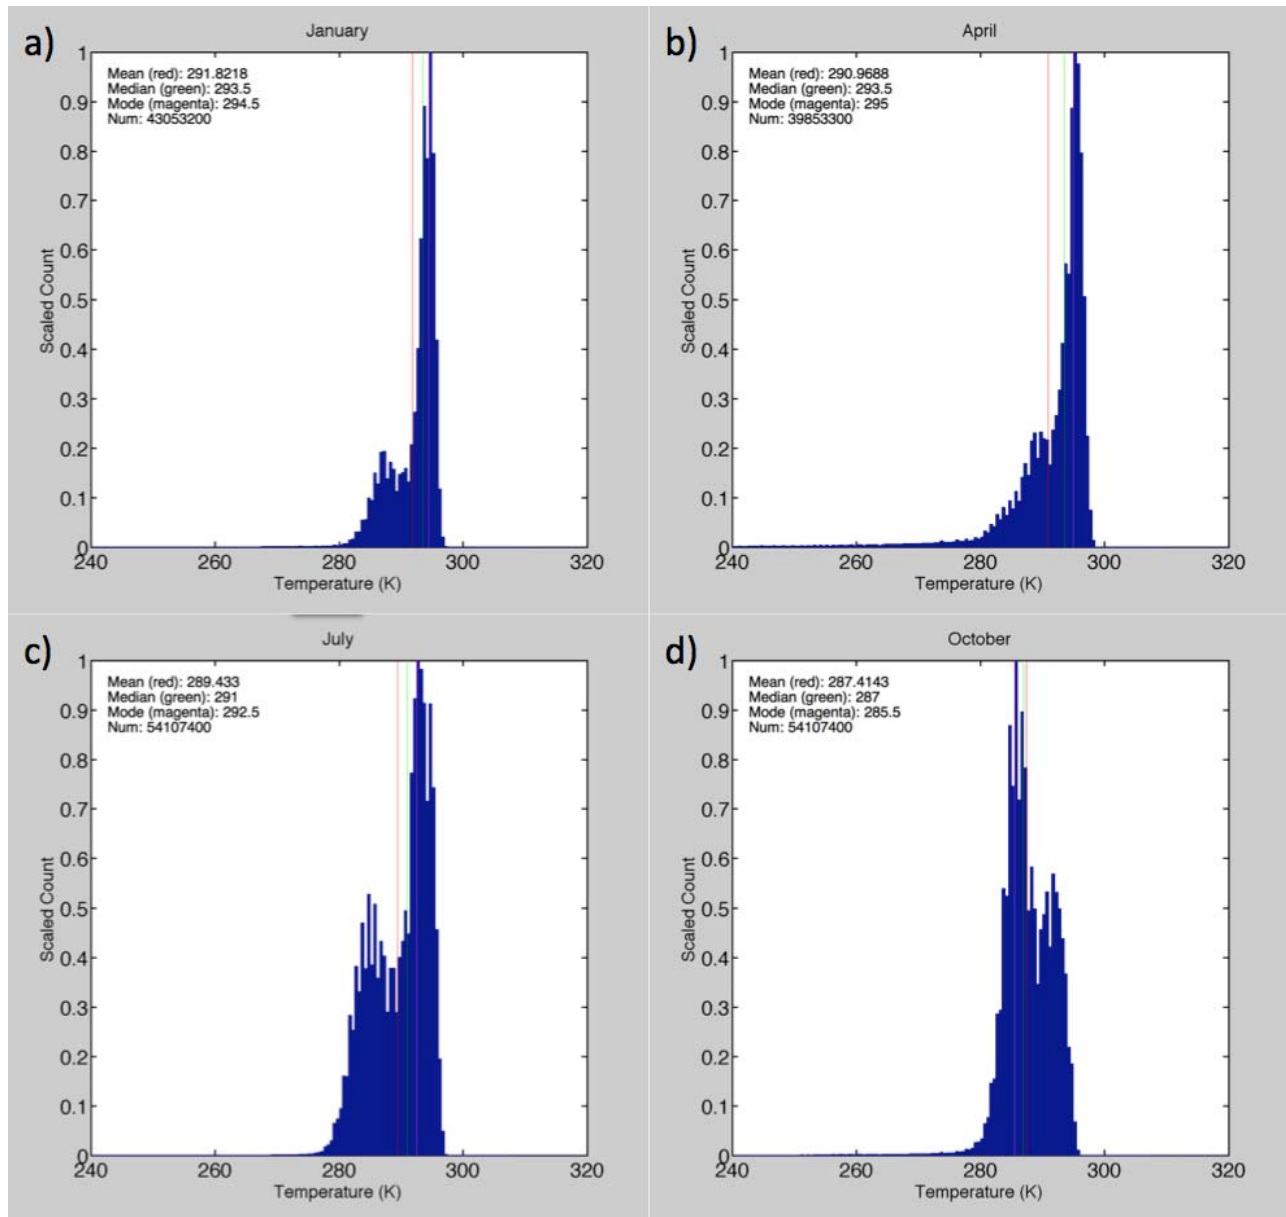 a)
January
Mean (red): 291.8218
Median (green): 293.5
Mode (magenta): 294.5
Num: 43053200
1
0.9
0.8
0.7
0.6
0.5
0.4
0.3
0.2
0.1
0
Scaled Count
240 260 280 300 320
Temperature (K)
b)
April
Mean (red): 290.9688
Median (green): 293.5
Mode (magenta): 295
Num: 39853300
1
0.9
0.8
0.7
0.6
0.5
0.4
0.3
0.2
0.1
0
Scaled Count
240 260 280 300 320
Temperature (K)
c)
July
Mean (red): 289.433
Median (green): 291
Mode (magenta): 292.5
Num: 54107400
1
0.9
0.8
0.7
0.6
0.5
0.4
0.3
0.2
0.1
0
Scaled Count
240 260 280 300 320
Temperature (K)
d)
October
Mean (red): 287.4143
Median (green): 287
Mode (magenta): 285.5
Num: 54107400
1
0.9
0.8
0.7
0.6
0.5
0.4
0.3
0.2
0.1
0
Scaled Count
240 260 280 300 320
Temperature (K)